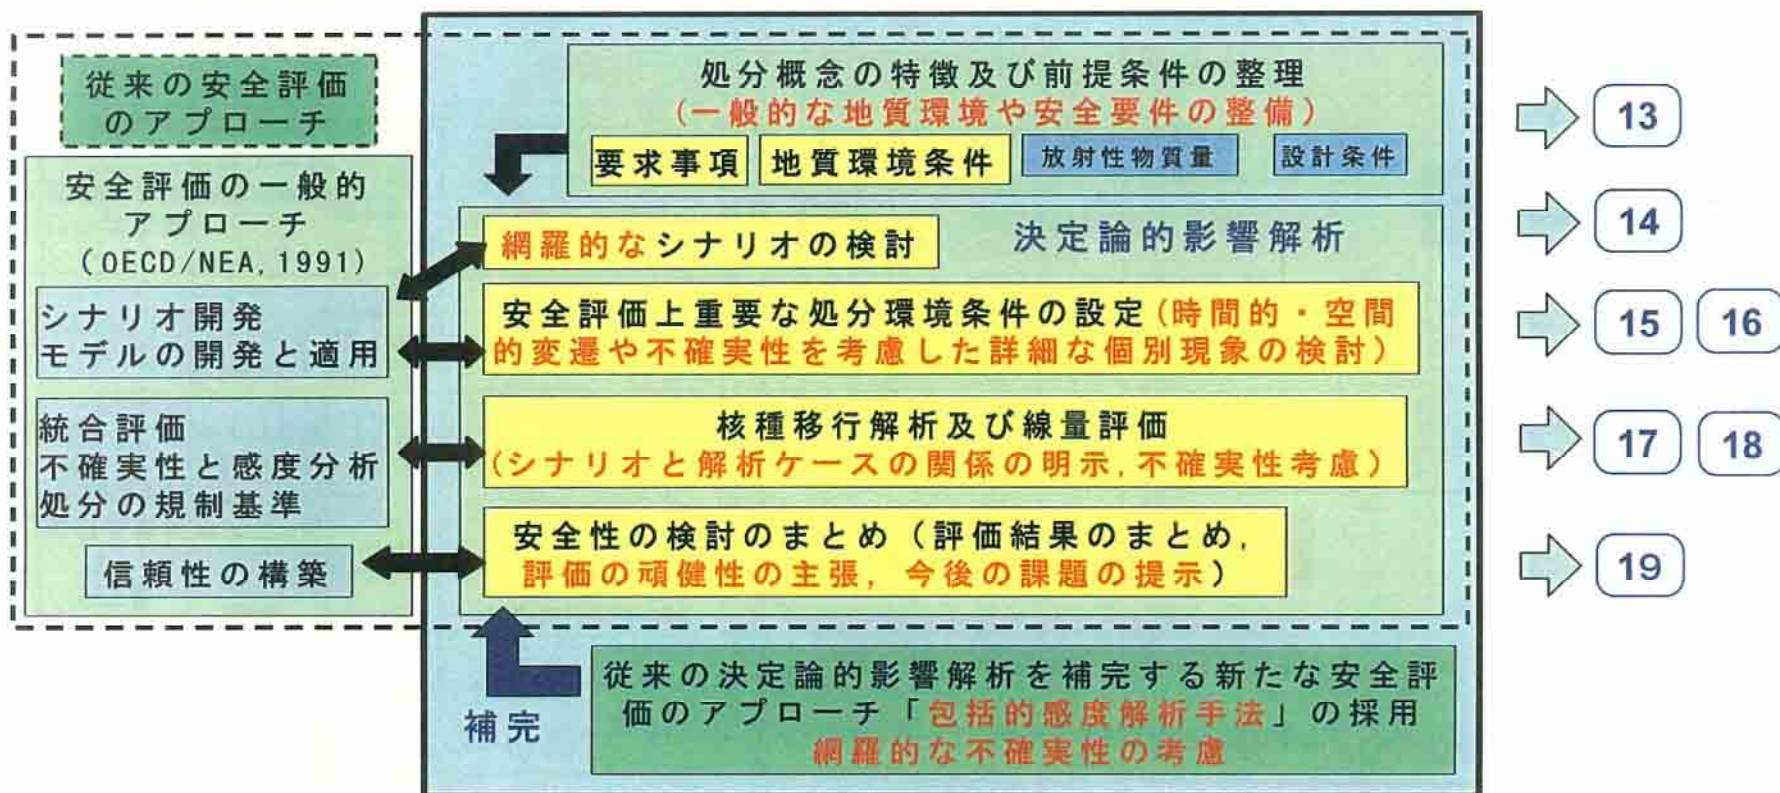 従来の安全評価
のアプローチ
安全評価の一般的
アプローチ
(OECD/NEA, 1991)
シナリオ開発
モデルの開発と適用
統合評価
不確実性と感度分析
処分の規制基準
信頼性の構築
処分概念の特徴及び前提条件の整理
(一般的な地質環境や安全要件の整備)
要求事項
地質環境条件
放射性物質量
設計条件
網羅的なシナリオの検討
決定論的影響解析
安全評価上重要な処分環境条件の設定(時間的・空間
的変遷や不確実性を考慮した詳細な個別現象の検討)
核種移行解析及び線量評価
(シナリオと解析ケースの関係の明示,不確実性考慮)
安全性の検討のまとめ(評価結果のまとめ,
評価の頑健性の主張,今後の課題の提示)
補完
従来の決定論的影響解析を補完する新たな安全評
価のアプローチ「包括的感度解析手法」の採用
網羅的な不確実性の考慮
13
14
15 16
17 18
19